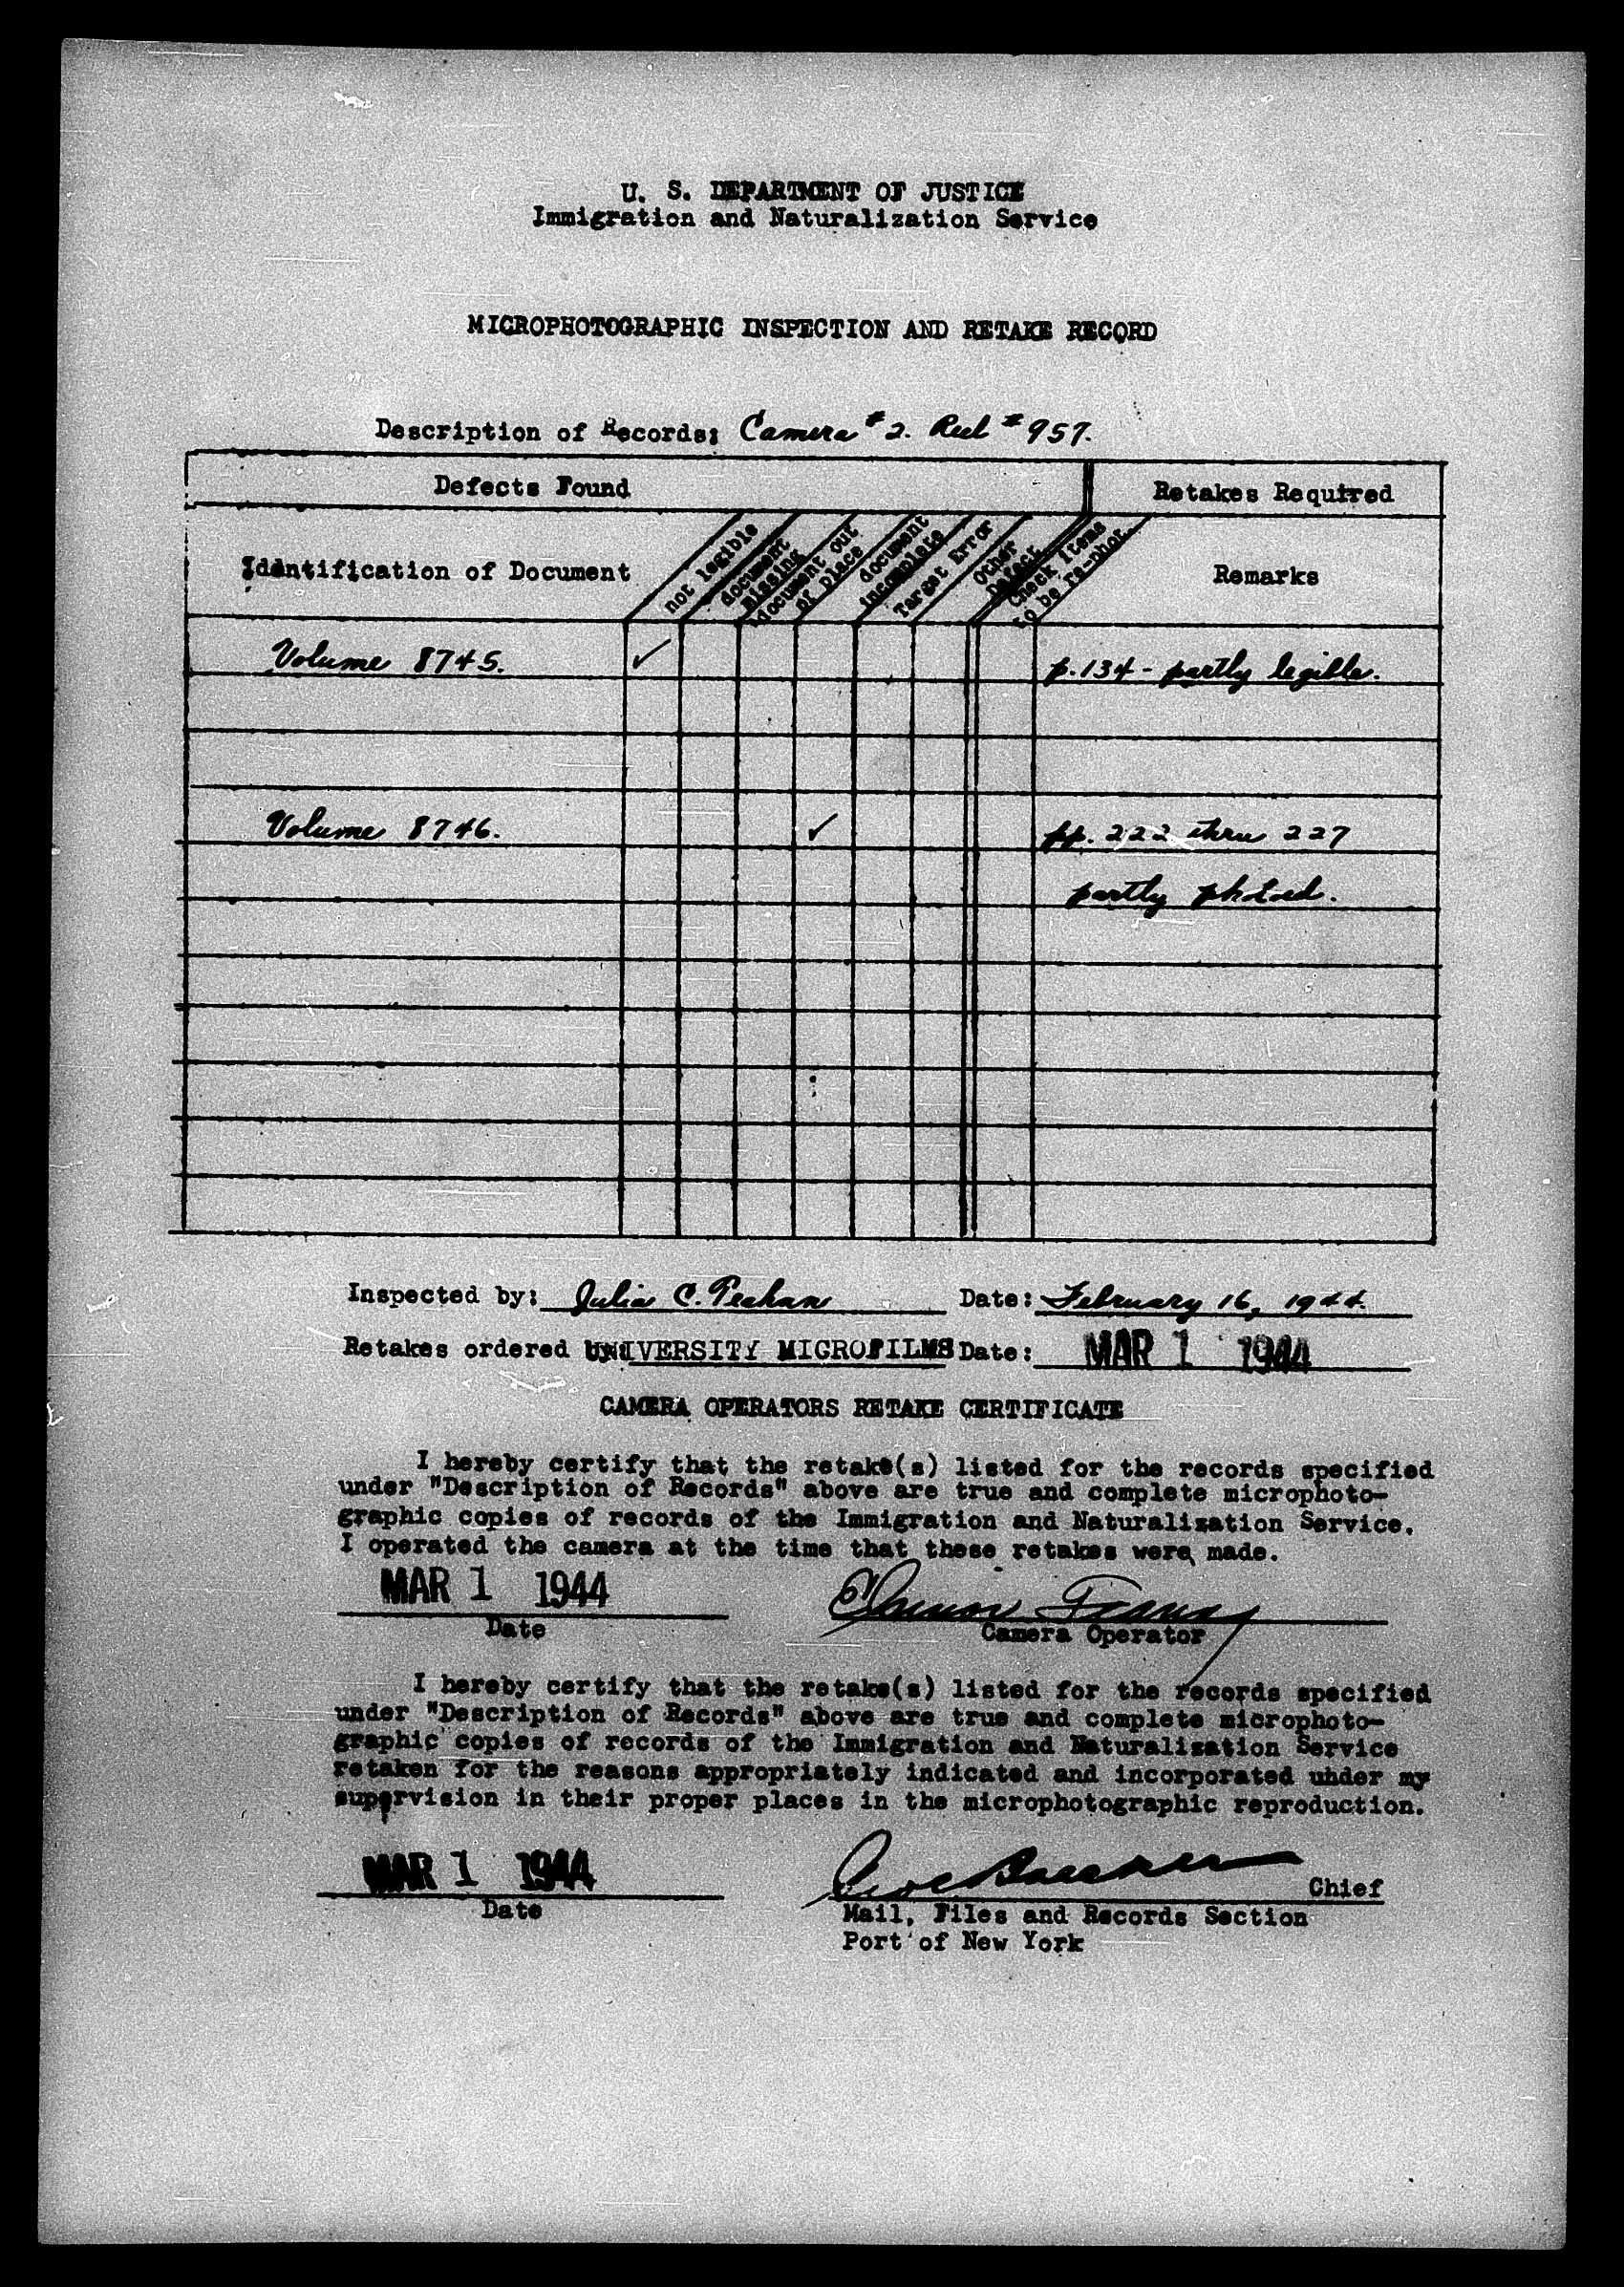 U. S. DEPARTMENT OF JUSTICE
Immigration and Naturalization Service
MICROPHOTOGRAPHIC INSPECTION AND RETAKE RECORD
Description of Records: Camera #2. Reel #957.
Defects Found
Retakes Required
Identification of Document
not legible
document missing
document out of place
document incomplete
Target Error
Other Defect
Check items to be re-phot.
Remarks
Volume 8745. ✓ p. 134 - partly legible.
Volume 8746. ✓ pp. 222 thru 227
partly photed.
Inspected by: Julia C. Date: February 16, 1944.
Retakes ordered UNIVERSITY MICROFILMS Date: MAR 1 1944
CAMERA OPERATORS RETAKE CERTIFICATE
I hereby certify that the retake(s) listed for the records specified
under "Description of Records" above are true and complete microphoto-
graphic copies of records of the Immigration and Naturalization Service.
I operated the camera at the time that these retakes were made.
MAR 1 1944
Date
Camera Operator
I hereby certify that the retake(s) listed for the records specified
under "Description of Records" above are true and complete microphoto-
graphic copies of records of the Immigration and Naturalization Service
retaken for the reasons appropriately indicated and incorporated under my
supervision in their proper places in the microphotographic reproduction.
MAR 1 1944
Date
Chief
Mail, Files and Records Section
Port of New York